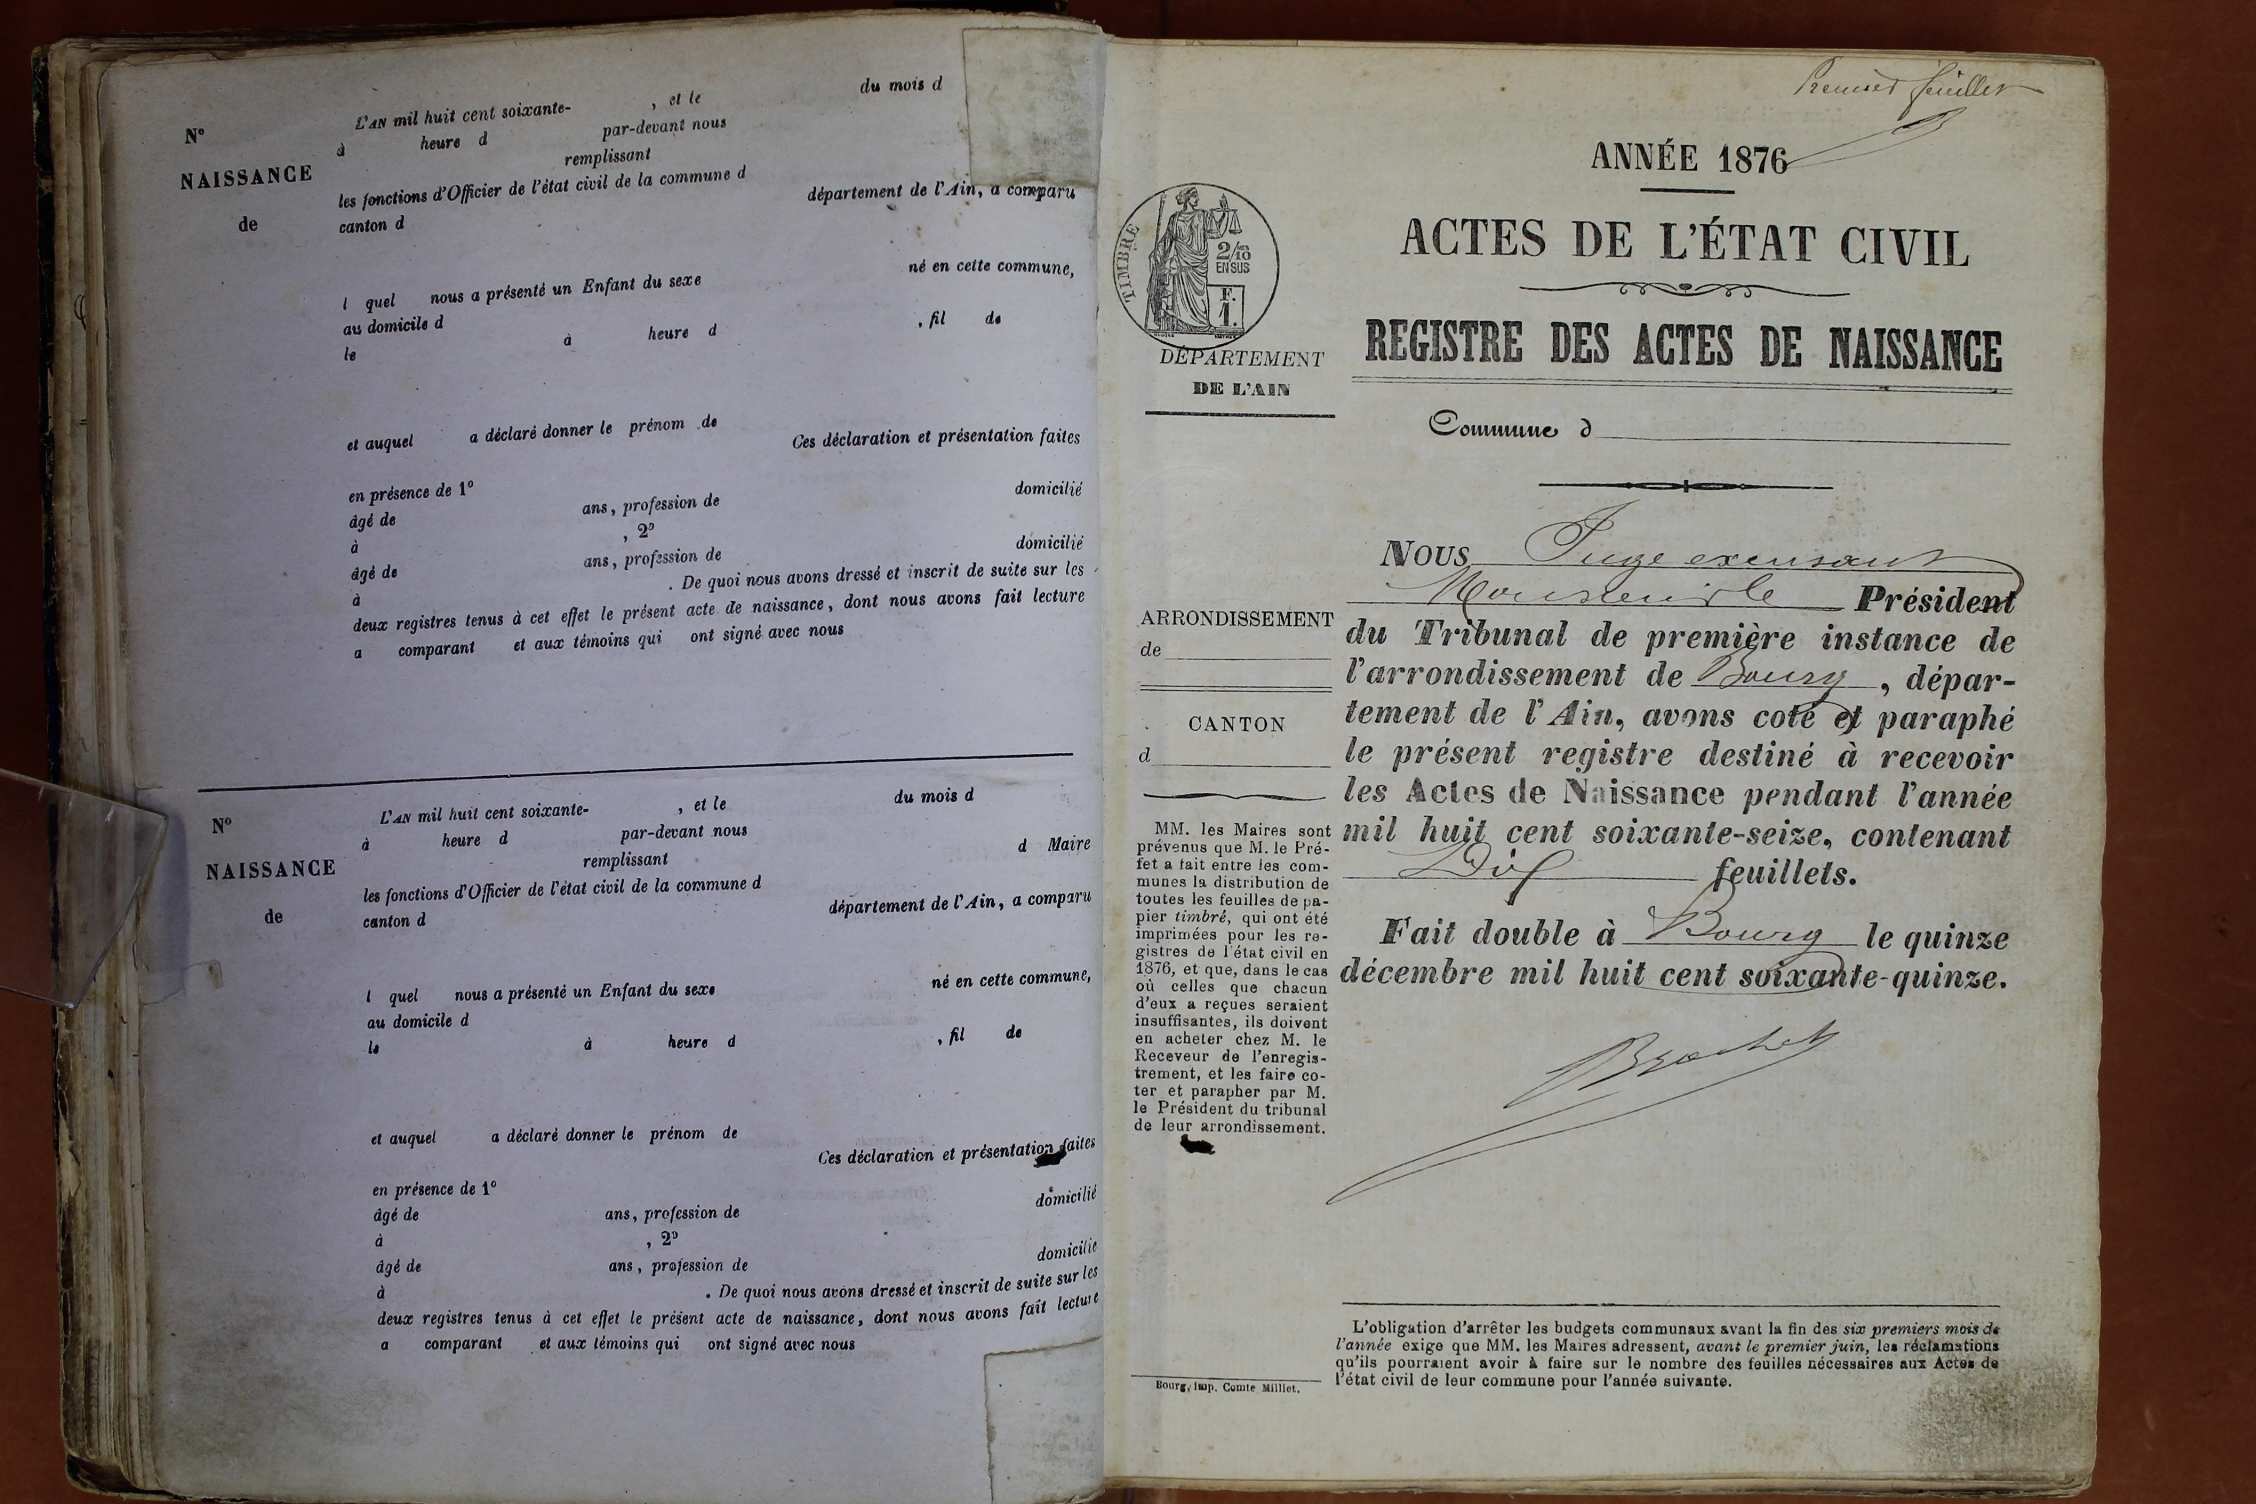 L'AN mil huit cent soixante- , et le du mois d
N° à heure d par-devant nous
remplissant
NAISSANCE les fonctions d'Officier de l'état civil de la commune d
de canton d département de l'Ain, a comparu
l quel nous a présenté un Enfant du sexe né en cette commune,
au domicile d
le à heure d , fil de
et auquel a déclaré donner le prénom de
Ces déclaration et présentation faites
en présence de 1°
âgé de ans, profession de domicilié
à , 2°
âgé de ans, profession de domicilié
à . De quoi nous avons dressé et inscrit de suite sur les
deux registres tenus à cet effet le présent acte de naissance, dont nous avons fait lecture
a comparant et aux témoins qui ont signé avec nous
L'AN mil huit cent soixante- , et le du mois d
N° à heure d par-devant nous
remplissant d Maire
NAISSANCE les fonctions d'Officier de l'état civil de la commune d
de canton d département de l'Ain, a comparu
l quel nous a présenté un Enfant du sexe né en cette commune,
au domicile d
le à heure d , fil de
et auquel a déclaré donner le prénom de
Ces déclaration et présentation faites
en présence de 1°
âgé de ans, profession de domicilié
à , 2°
âgé de ans, profession de domicilié
à . De quoi nous avons dressé et inscrit de suite sur les
deux registres tenus à cet effet le présent acte de naissance, dont nous avons fait lecture
a comparant et aux témoins qui ont signé avec nous
Premier feuillet
ANNÉE 1876
ACTES DE L'ÉTAT CIVIL
REGISTRE DES ACTES DE NAISSANCE
Commune d
TIMBRE
2/10
EN SUS
F.
1.
DÉPARTEMENT
DE L'AIN
ARRONDISSEMENT
de
CANTON
d
MM. les Maires sont
prévenus que M. le Pré-
fet a fait entre les com-
munes la distribution de
toutes les feuilles de pa-
pier timbré, qui ont été
imprimées pour les re-
gistres de l'état civil en
1876, et que, dans le cas
où celles que chacun
d'eux a reçues seraient
insuffisantes, ils doivent
en acheter chez M. le
Receveur de l'enregis-
trement, et les faire co-
ter et parapher par M.
le Président du tribunal
de leur arrondissement.
Bourg, imp. Comte Milliet.
NOUS Juge
Président
du Tribunal de première instance de
l'arrondissement de Bourg, dépar-
tement de l'Ain, avons coté et paraphé
le présent registre destiné à recevoir
les Actes de Naissance pendant l'année
mil huit cent soixante-seize, contenant
Dix feuillets.
Fait double à Bourg le quinze
décembre mil huit cent soixante-quinze.
Brochet
L'obligation d'arrêter les budgets communaux avant la fin des six premiers mois de
l'année exige que MM. les Maires adressent, avant le premier juin, les réclamations
qu'ils pourraient avoir à faire sur le nombre des feuilles nécessaires aux Actes de
l'état civil de leur commune pour l'année suivante.